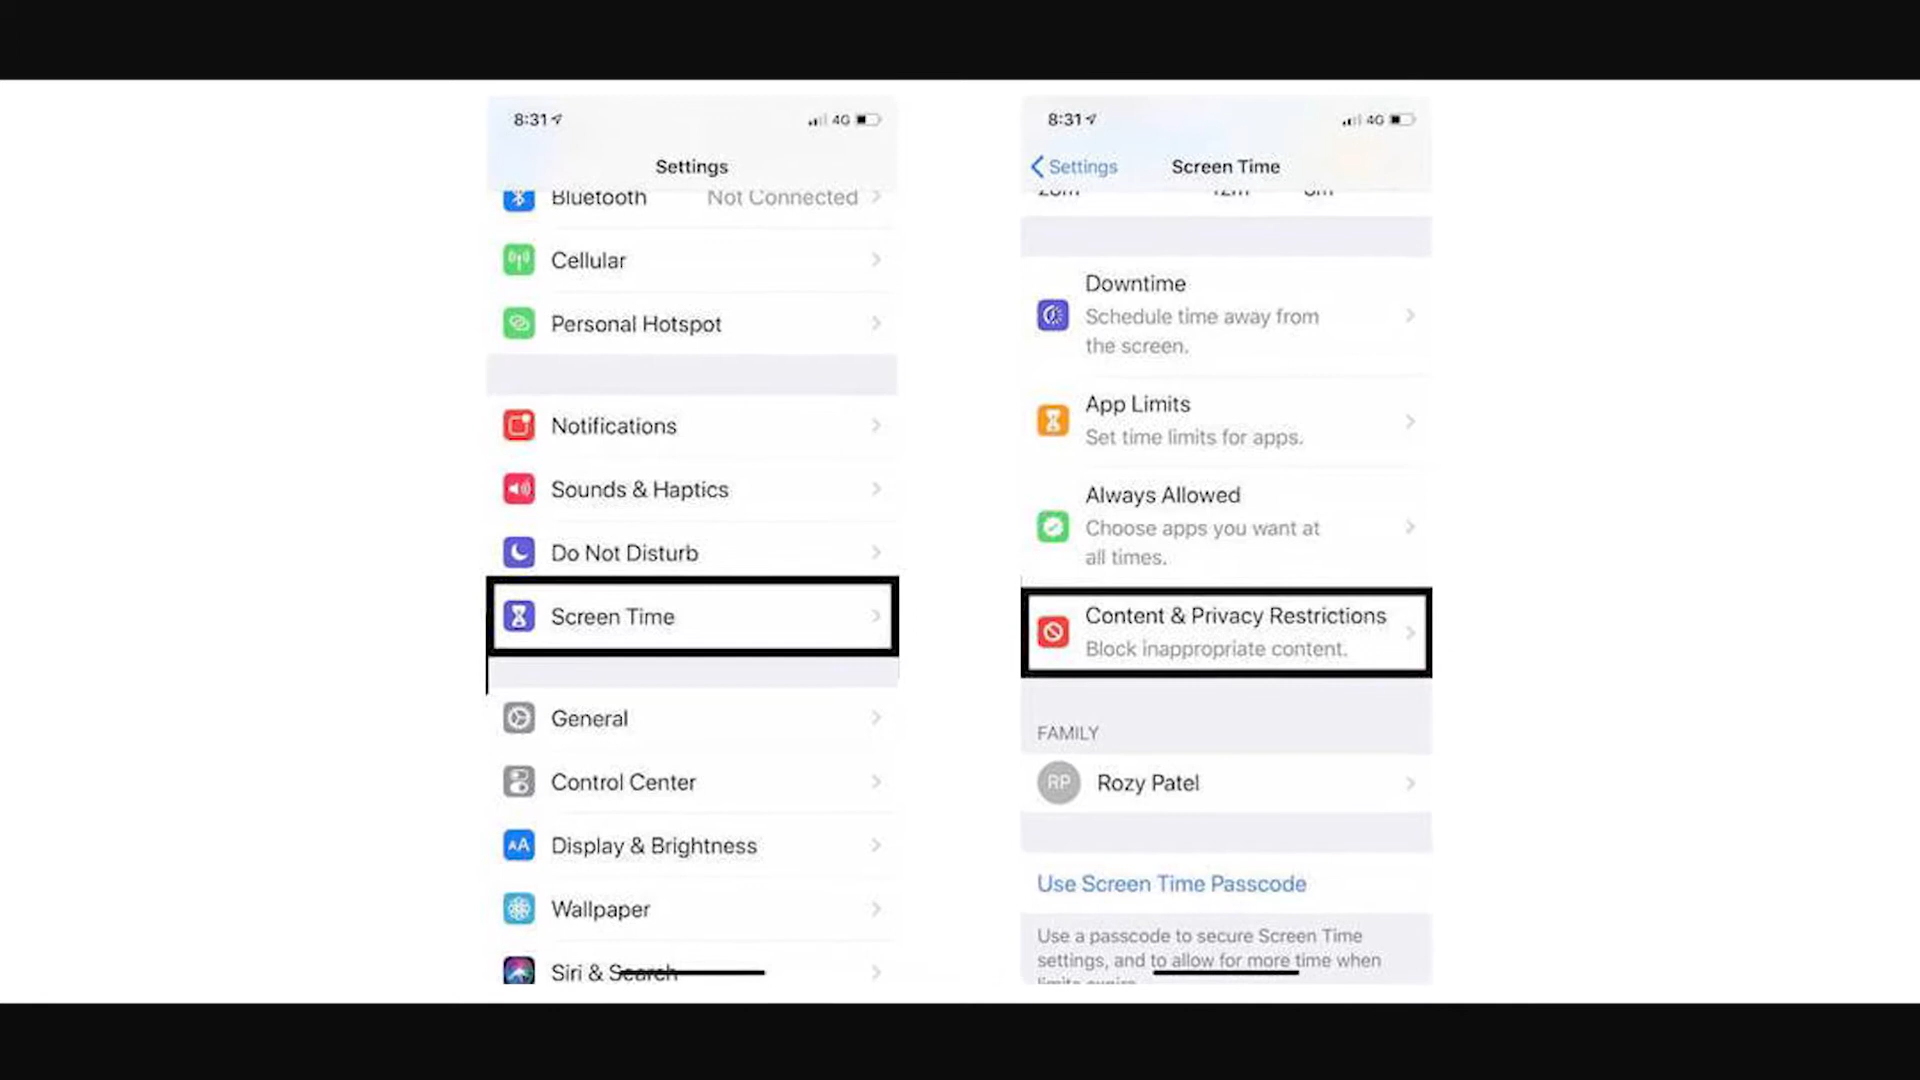 8:31
4G
Settings
Bluetooth Not Connected
Cellular
Personal Hotspot
Notifications
Sounds & Haptics
Do Not Disturb
Screen Time
General
Control Center
AA Display & Brightness
Wallpaper
Siri & Search
8:31
4G
Settings Screen Time
Downtime
Schedule time away from
the screen.
App Limits
Set time limits for apps.
Always Allowed
Choose apps you want at
all times.
Content & Privacy Restrictions
Block inappropriate content.
FAMILY
RP Rozy Patel
Use Screen Time Passcode
Use a passcode to secure Screen Time
settings, and to allow for more time when
limits expire.